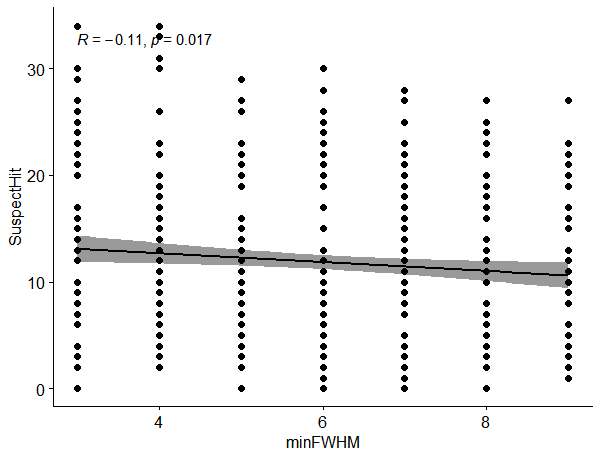 R = −0.11, p = 0.017
30
20
10
0
SuspectHit
4 6 8
minFWHM